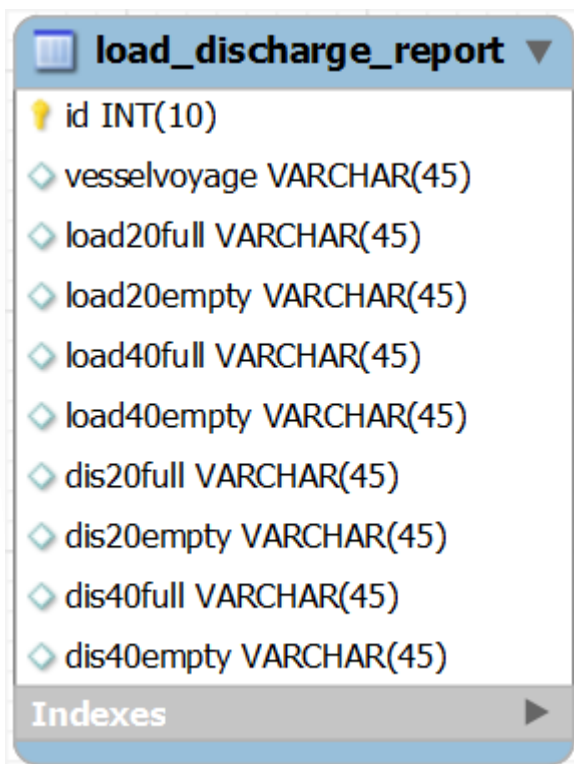 load_discharge_report
id INT(10)
vesselvoyage VARCHAR(45)
load20full VARCHAR(45)
load20empty VARCHAR(45)
load40full VARCHAR(45)
load40empty VARCHAR(45)
dis20full VARCHAR(45)
dis20empty VARCHAR(45)
dis40full VARCHAR(45)
dis40empty VARCHAR(45)
Indexes